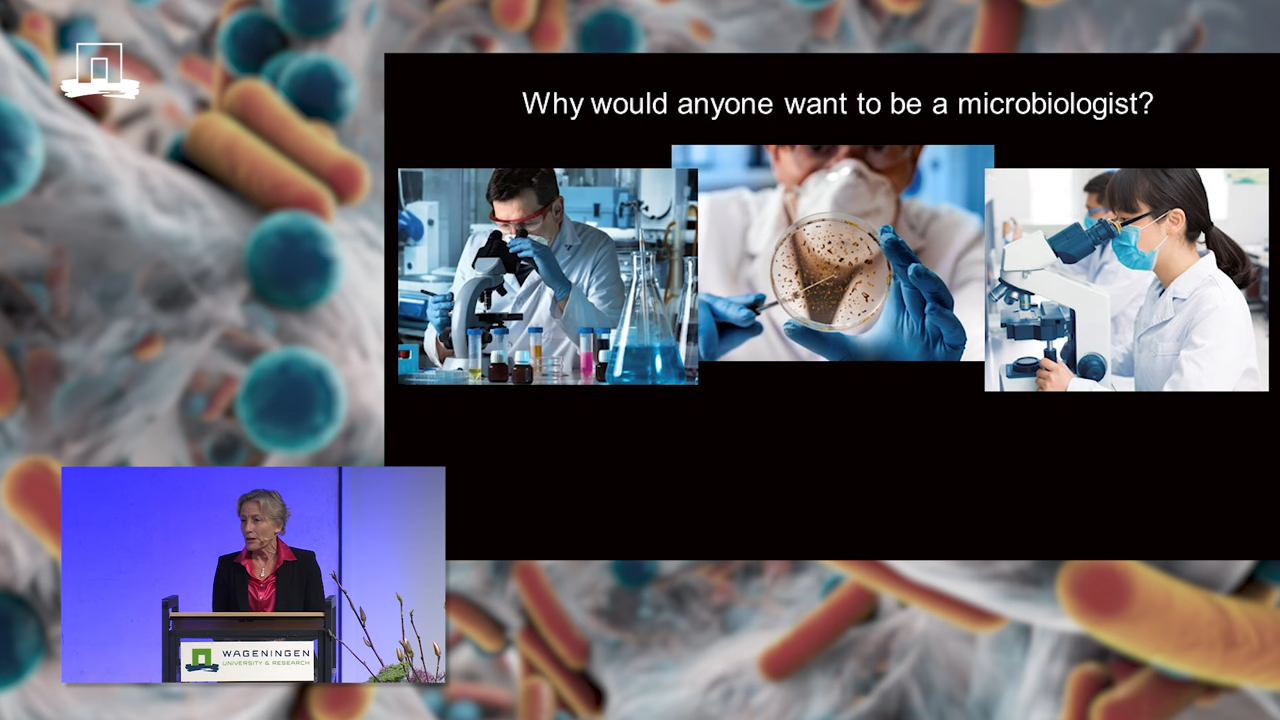 Why would anyone want to be a microbiologist?
WAGENINGEN
UNIVERSITY & RESEARCH